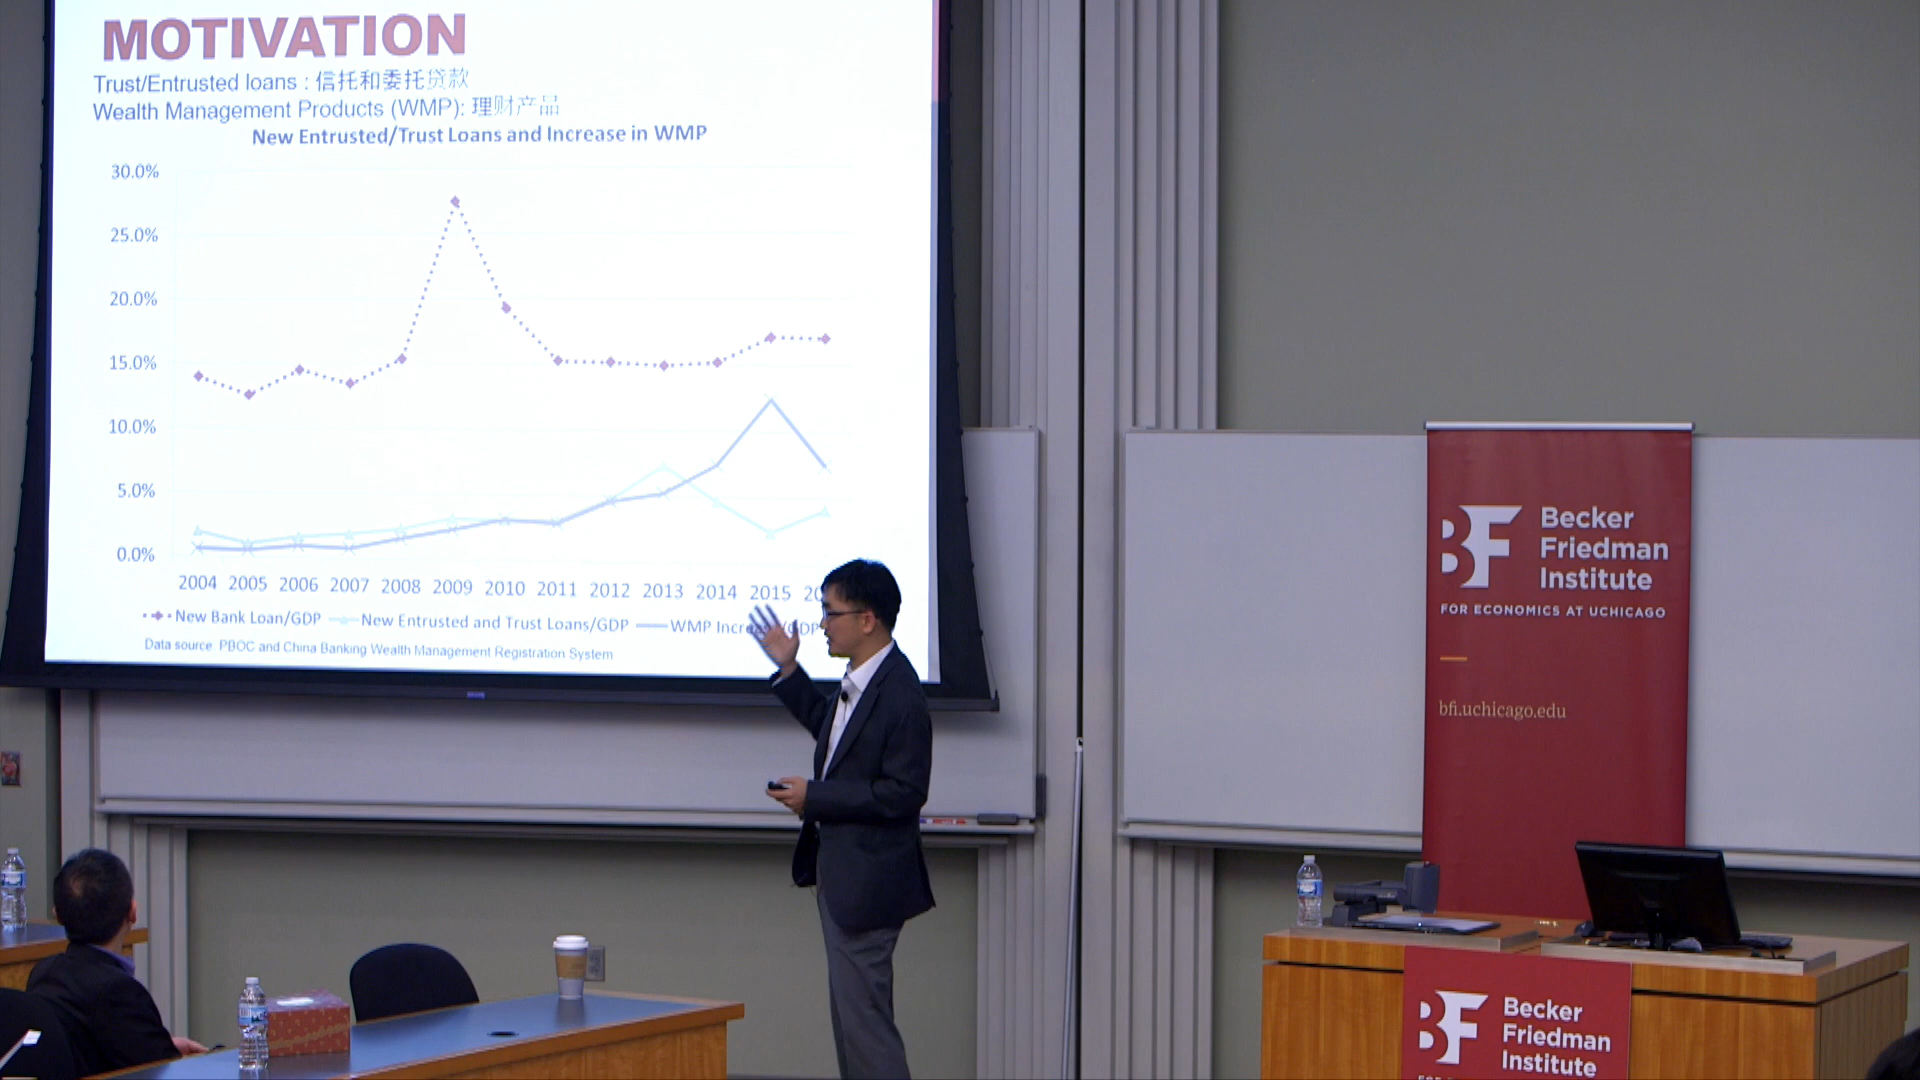 MOTIVATION
Trust/Entrusted loans : 信托和委托贷款
Wealth Management Products (WMP): 理财产品
New Entrusted/Trust Loans and Increase in WMP
30.0%
25.0%
20.0%
15.0%
10.0%
5.0%
0.0%
2004 2005 2006 2007 2008 2009 2010 2011 2012 2013 2014 2015
New Bank Loan/GDP New Entrusted and Trust Loans/GDP WMP /GDP
Data source: PBOC and China Banking Wealth Management Registration System
BF
Becker
Friedman
Institute
FOR ECONOMICS AT UCHICAGO
bfi.uchicago.edu
BF
Becker
Friedman
Institute